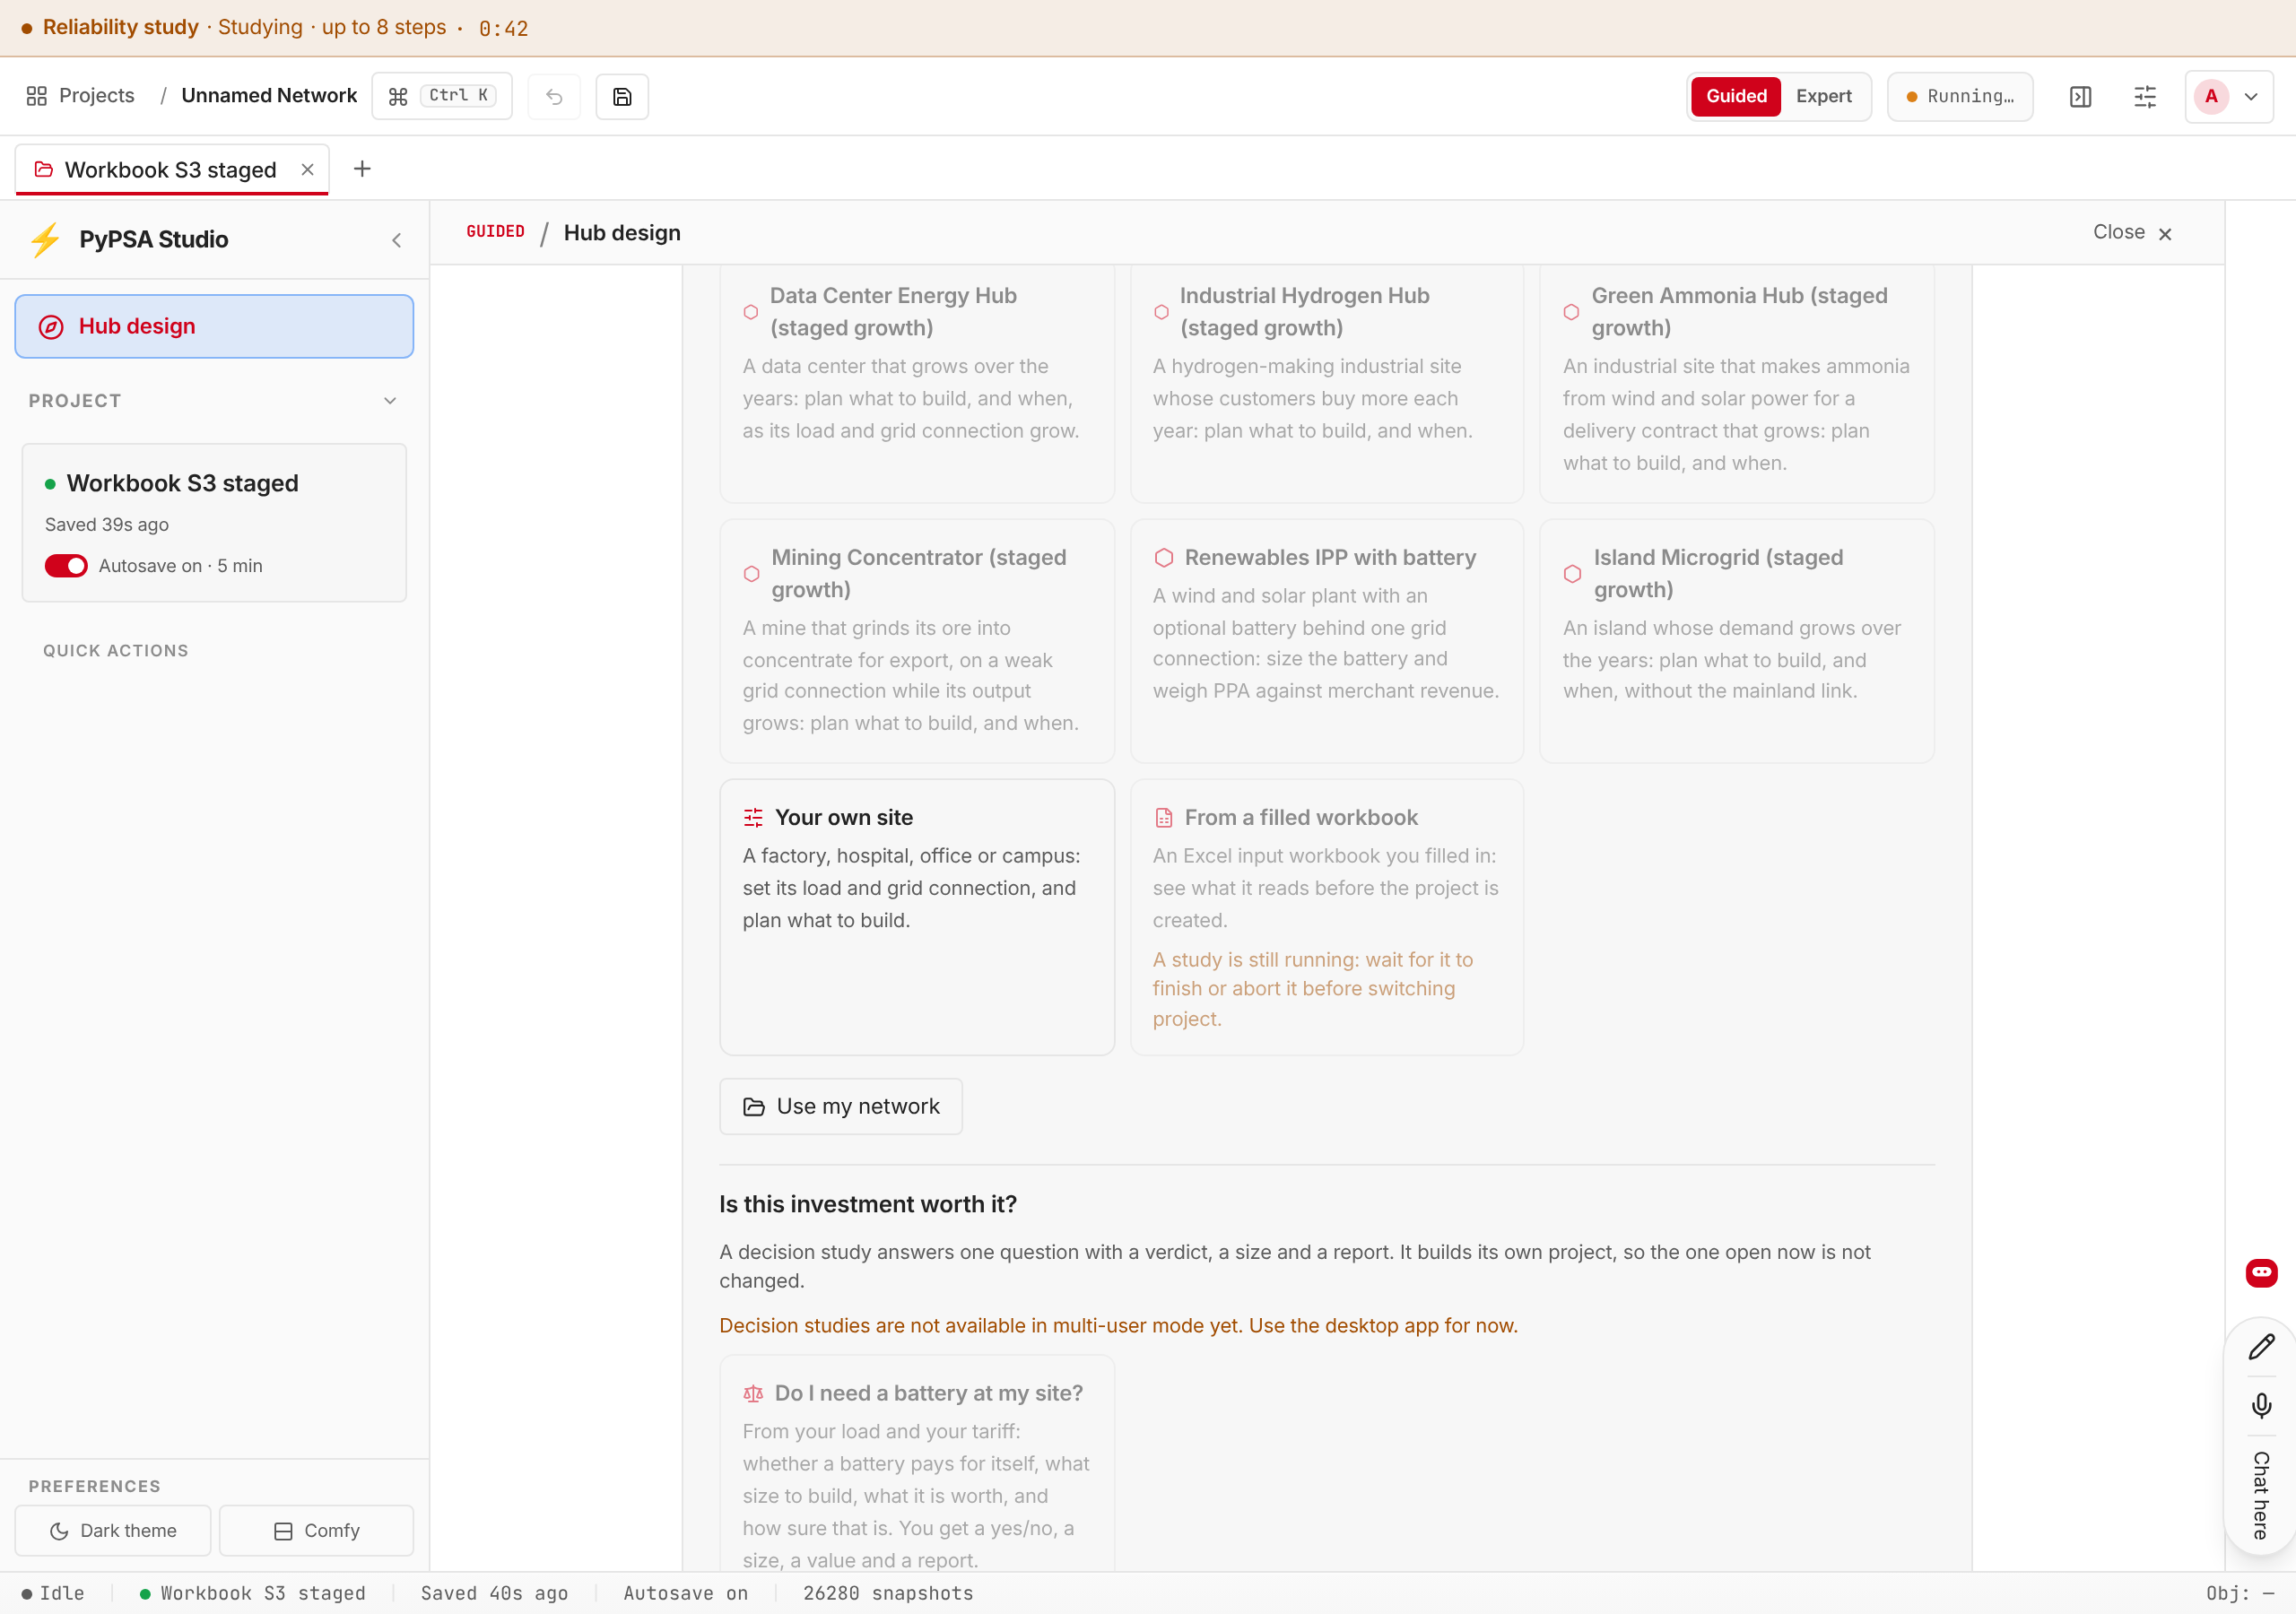 Reliability study · Studying · up to 8 steps · 0:42
Projects / Unnamed Network
Ctrl K
Guided
Expert
Running…
A
Workbook S3 staged
PyPSA Studio
GUIDED / Hub design
Close
Hub design
PROJECT
Workbook S3 staged
Saved 39s ago
Autosave on · 5 min
QUICK ACTIONS
Data Center Energy Hub
(staged growth)
A data center that grows over the
years: plan what to build, and when,
as its load and grid connection grow.
Industrial Hydrogen Hub
(staged growth)
A hydrogen-making industrial site
whose customers buy more each
year: plan what to build, and when.
Green Ammonia Hub (staged
growth)
An industrial site that makes ammonia
from wind and solar power for a
delivery contract that grows: plan
what to build, and when.
Mining Concentrator (staged
growth)
A mine that grinds its ore into
concentrate for export, on a weak
grid connection while its output
grows: plan what to build, and when.
Renewables IPP with battery
A wind and solar plant with an
optional battery behind one grid
connection: size the battery and
weigh PPA against merchant revenue.
Island Microgrid (staged
growth)
An island whose demand grows over
the years: plan what to build, and
when, without the mainland link.
Your own site
A factory, hospital, office or campus:
set its load and grid connection, and
plan what to build.
From a filled workbook
An Excel input workbook you filled in:
see what it reads before the project is
created.
A study is still running: wait for it to
finish or abort it before switching
project.
Use my network
Is this investment worth it?
A decision study answers one question with a verdict, a size and a report. It builds its own project, so the one open now is not
changed.
Decision studies are not available in multi-user mode yet. Use the desktop app for now.
Do I need a battery at my site?
From your load and your tariff:
whether a battery pays for itself, what
size to build, what it is worth, and
how sure that is. You get a yes/no, a
size, a value and a report.
Chat here
PREFERENCES
Dark theme
Comfy
Idle
Workbook S3 staged
Saved 40s ago
Autosave on
26280 snapshots
Obj: —